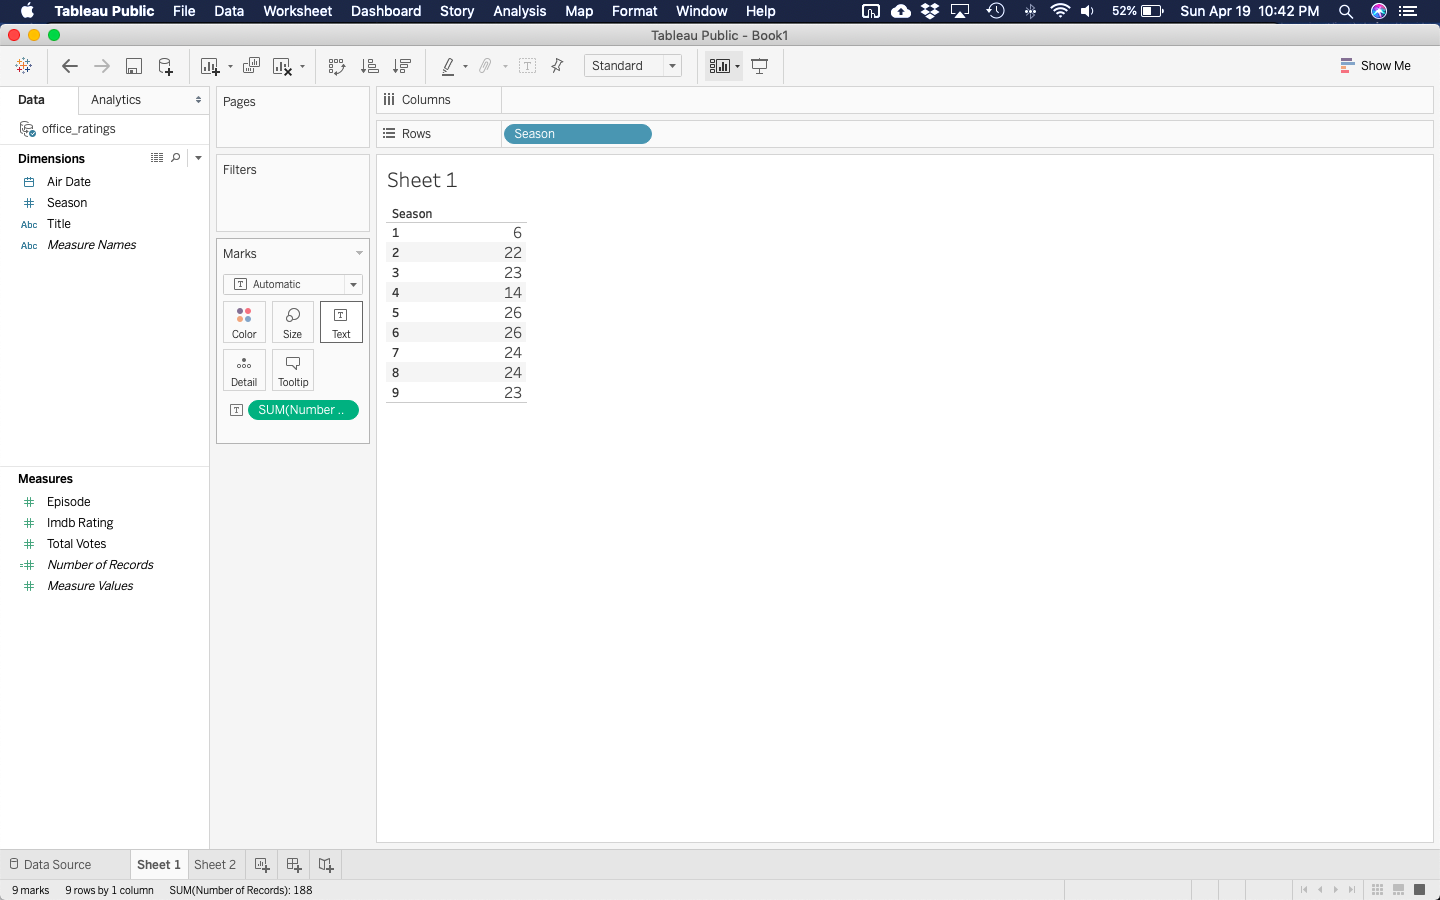 Tableau Public File Data Worksheet Dashboard Story Analysis Map Format Window Help 52% Sun Apr 19 10:42 PM
Tableau Public - Book1
Standard Show Me
Data Analytics
office_ratings
Dimensions
Air Date
Season
Abc Title
Abc Measure Names
Measures
Episode
Imdb Rating
Total Votes
Number of Records
Measure Values
Pages
Filters
Marks
T Automatic
Color Size Text
Detail Tooltip
T SUM(Number ..
Columns
Rows Season
Sheet 1
Season
1 6
2 22
3 23
4 14
5 26
6 26
7 24
8 24
9 23
Data Source Sheet 1 Sheet 2
9 marks 9 rows by 1 column SUM(Number of Records): 188